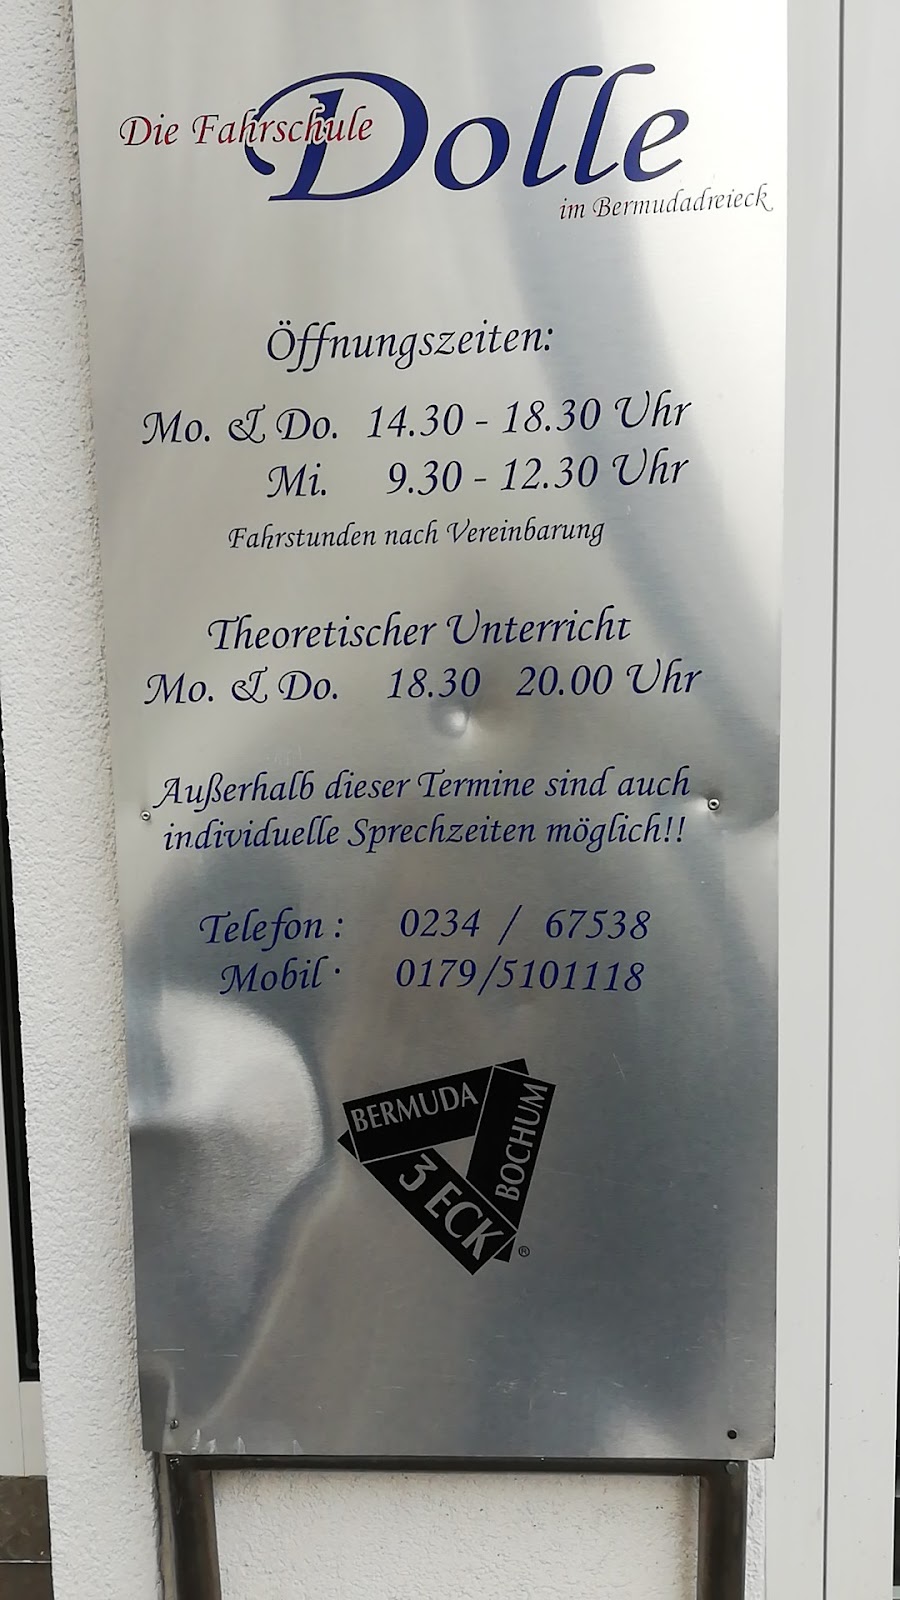 Die Fahrschule Dolle
im Bermudadreieck
Öffnungszeiten:
Mo. & Do. 14.30 - 18.30 Uhr
Mi. 9.30 - 12.30 Uhr
Fahrstunden nach Vereinbarung
Theoretischer Unterricht
Mo. & Do. 18.30 20.00 Uhr
Außerhalb dieser Termine sind auch
individuelle Sprechzeiten möglich!!
Telefon : 0234 / 67538
Mobil · 0179/5101118
BERMUDA
3 ECK
BOCHUM
®